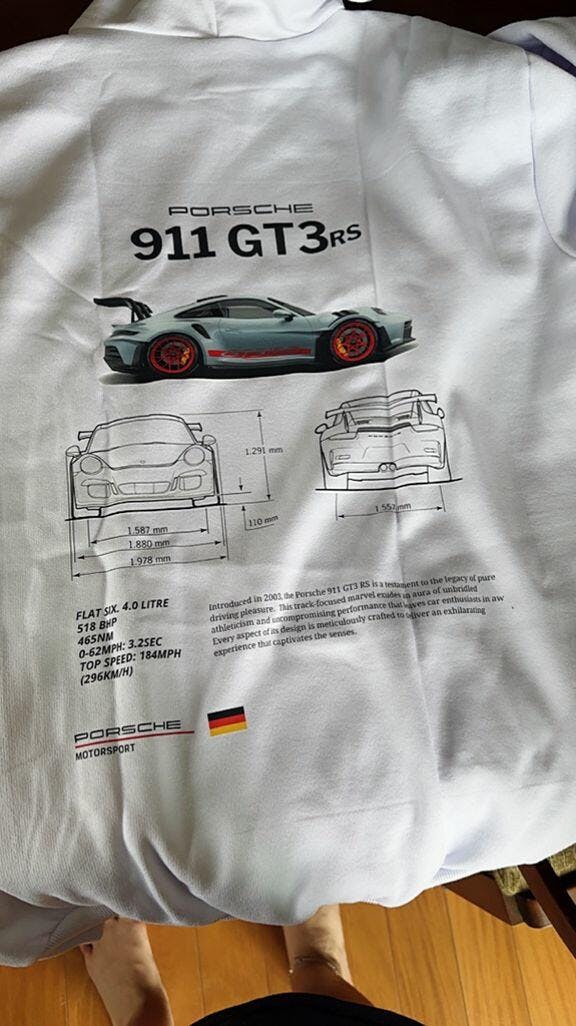 PORSCHE
911 GT3 RS
1.291 mm
110 mm
1.587 mm
1.880 mm
1.978 mm
1.557 mm
FLAT SIX. 4.0 LITRE
518 BHP
465NM
0-62MPH: 3.2SEC
TOP SPEED: 184MPH
(296KM/H)
Introduced in 2003, the Porsche 911 GT3 RS is a testament to the legacy of pure
driving pleasure. This track-focused marvel exudes an aura of unbridled
athleticism and uncompromising performance that leaves car enthusiasts in aw
Every aspect of its design is meticulously crafted to deliver an exhilarating
experience that captivates the senses.
PORSCHE
MOTORSPORT